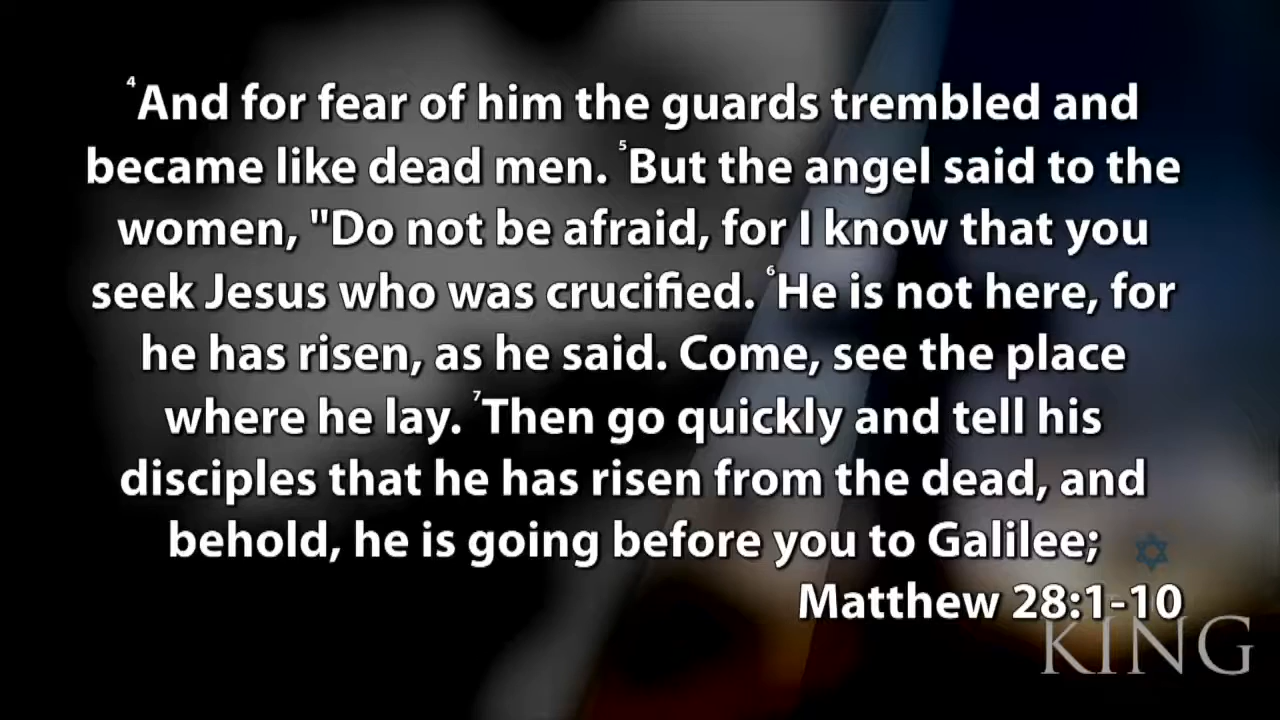 ⁴And for fear of him the guards trembled and
became like dead men. ⁵But the angel said to the
women, "Do not be afraid, for I know that you
seek Jesus who was crucified. ⁶He is not here, for
he has risen, as he said. Come, see the place
where he lay. ⁷Then go quickly and tell his
disciples that he has risen from the dead, and
behold, he is going before you to Galilee;
Matthew 28:1-10
KING